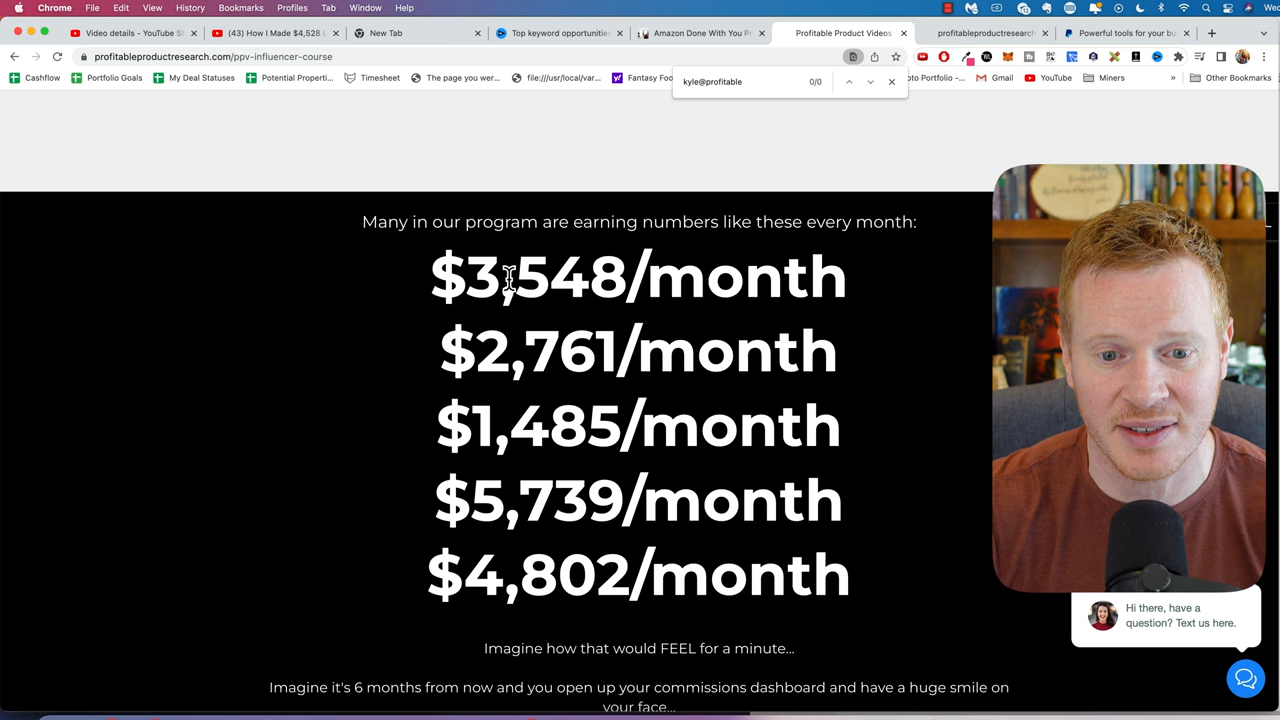 Chrome File Edit View History Bookmarks Profiles Tab Window Help
Video details - YouTube S
(43) How I Made $4,528
New Tab
Top keyword opportunities
Amazon Done With You Pr
Profitable Product Videos
profitableproductresearch
Powerful tools for your bu
profitableproductresearch.com/ppv-influencer-course
Cashflow
Portfolio Goals
My Deal Statuses
Potential Properti...
Timesheet
The page you wer...
file:///usr/local/var...
Fantasy Foo
oto Portfolio -...
Gmail
YouTube
Miners
»
Other Bookmarks
kyle@profitable 0/0
Many in our program are earning numbers like these every month:
$3,548/month
$2,761/month
$1,485/month
$5,739/month
$4,802/month
Imagine how that would FEEL for a minute...
Imagine it's 6 months from now and you open up your commissions dashboard and have a huge smile on
your face...
Hi there, have a
question? Text us here.